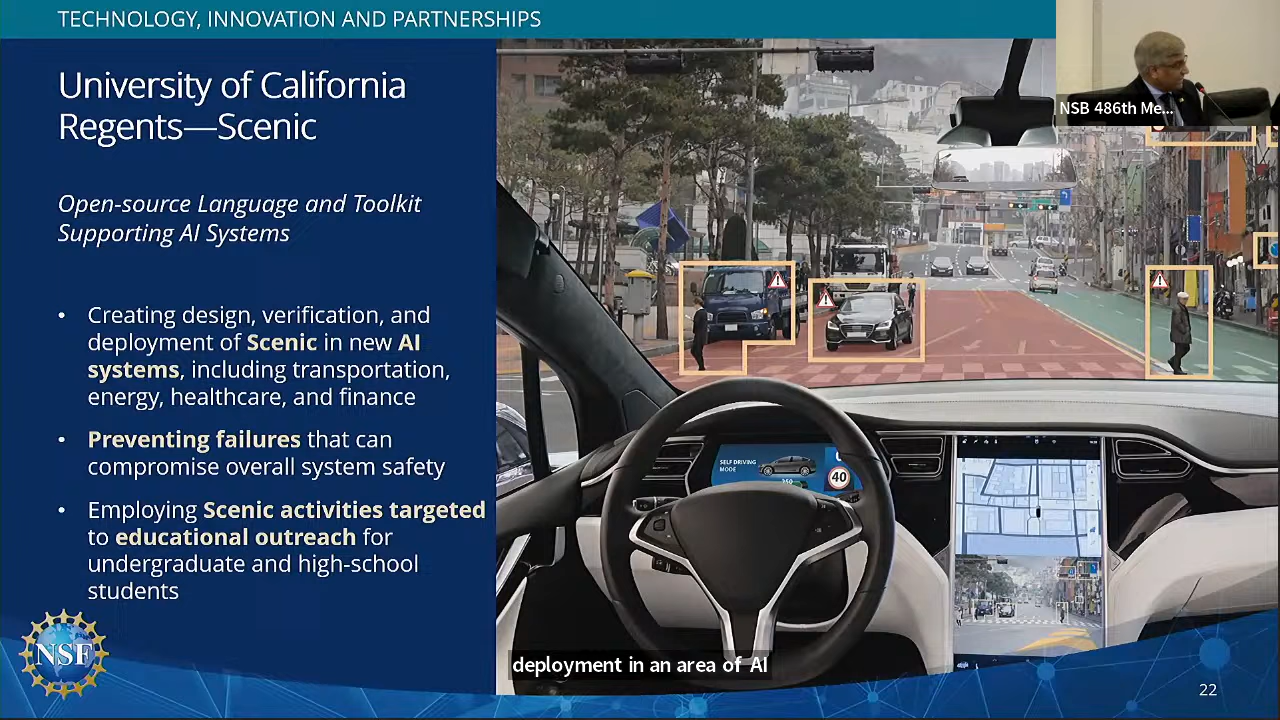 TECHNOLOGY, INNOVATION AND PARTNERSHIPS
University of California
Regents—Scenic
Open-source Language and Toolkit
Supporting AI Systems
• Creating design, verification, and
deployment of Scenic in new AI
systems, including transportation,
energy, healthcare, and finance
• Preventing failures that can
compromise overall system safety
• Employing Scenic activities targeted
to educational outreach for
undergraduate and high-school
students
NSF
NSB 486th Me...
SELF DRIVING
MODE
40
deployment in an area of AI
22